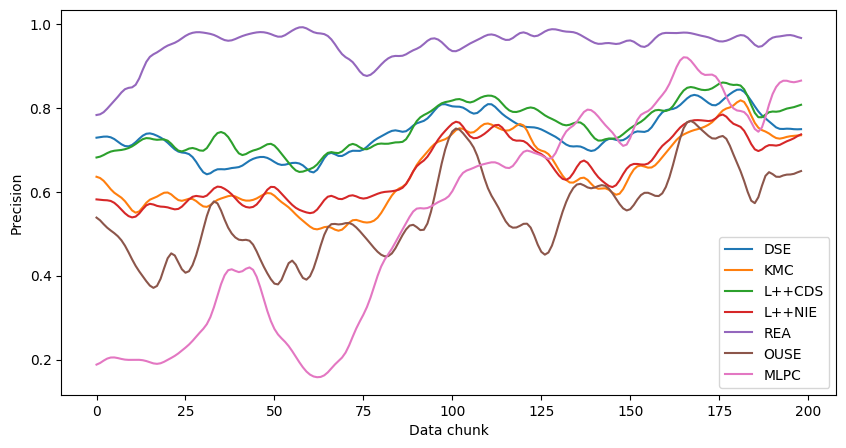 1.0
0.8
0.6
0.4
0.2
Precision
0 25 50 75 100 125 150 175 200
Data chunk
DSE
KMC
L++CDS
L++NIE
REA
OUSE
MLPC